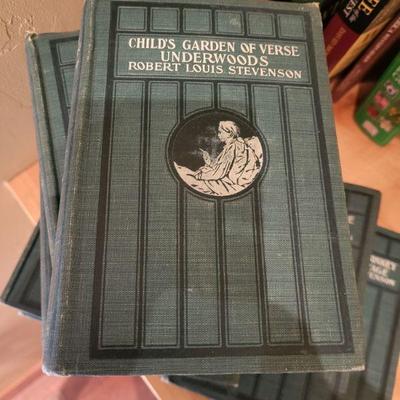 CHILD'S GARDEN OF VERSE
UNDERWOODS
ROBERT LOUIS STEVENSON